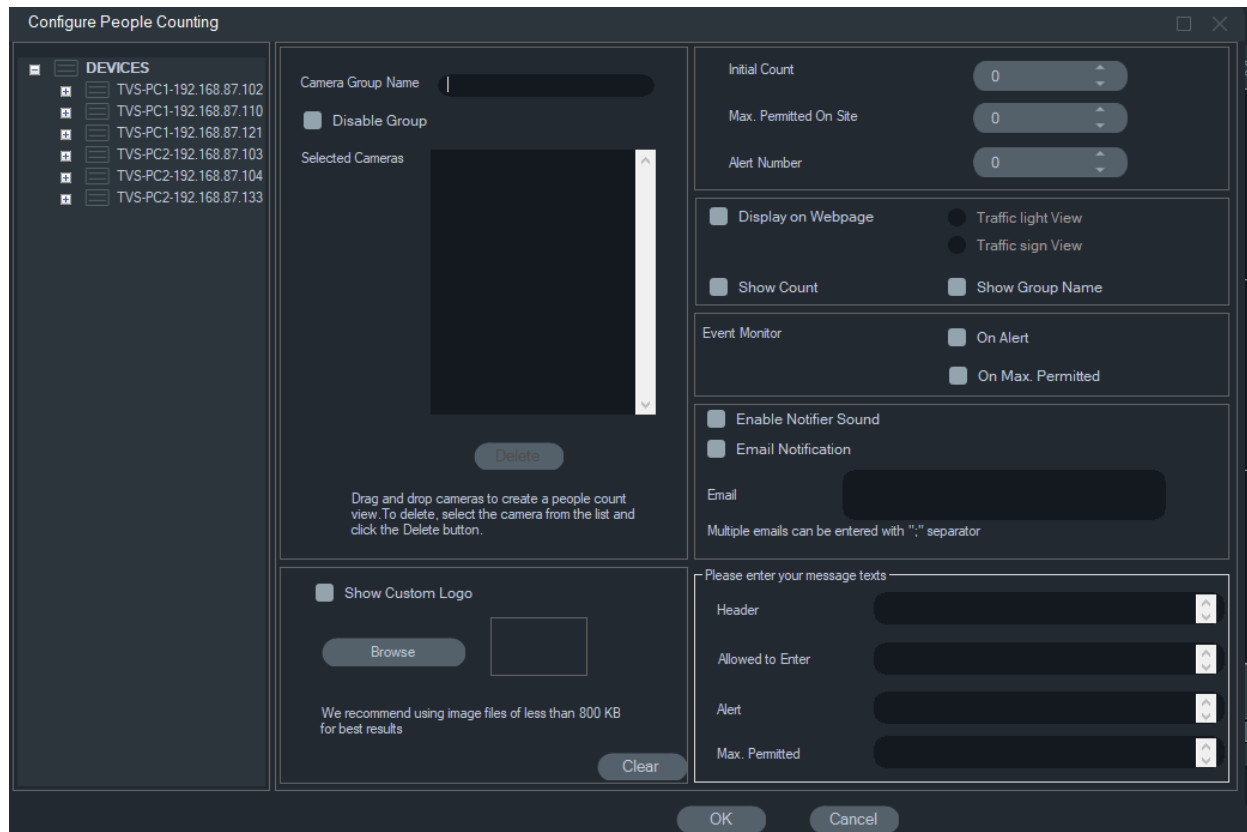 Configure People Counting
DEVICES
TVS-PC1-192.168.87.102
TVS-PC1-192.168.87.110
TVS-PC1-192.168.87.121
TVS-PC2-192.168.87.103
TVS-PC2-192.168.87.104
TVS-PC2-192.168.87.133
Camera Group Name
Disable Group
Selected Cameras
Delete
Drag and drop cameras to create a people count
view.To delete, select the camera from the list and
click the Delete button.
Show Custom Logo
Browse
We recommend using image files of less than 800 KB
for best results
Clear
Initial Count
0
Max. Permitted On Site
0
Alert Number
0
Display on Webpage
Traffic light View
Traffic sign View
Show Count
Show Group Name
Event Monitor
On Alert
On Max. Permitted
Enable Notifier Sound
Email Notification
Email
Multiple emails can be entered with ";" separator
Please enter your message texts
Header
Allowed to Enter
Alert
Max. Permitted
OK
Cancel